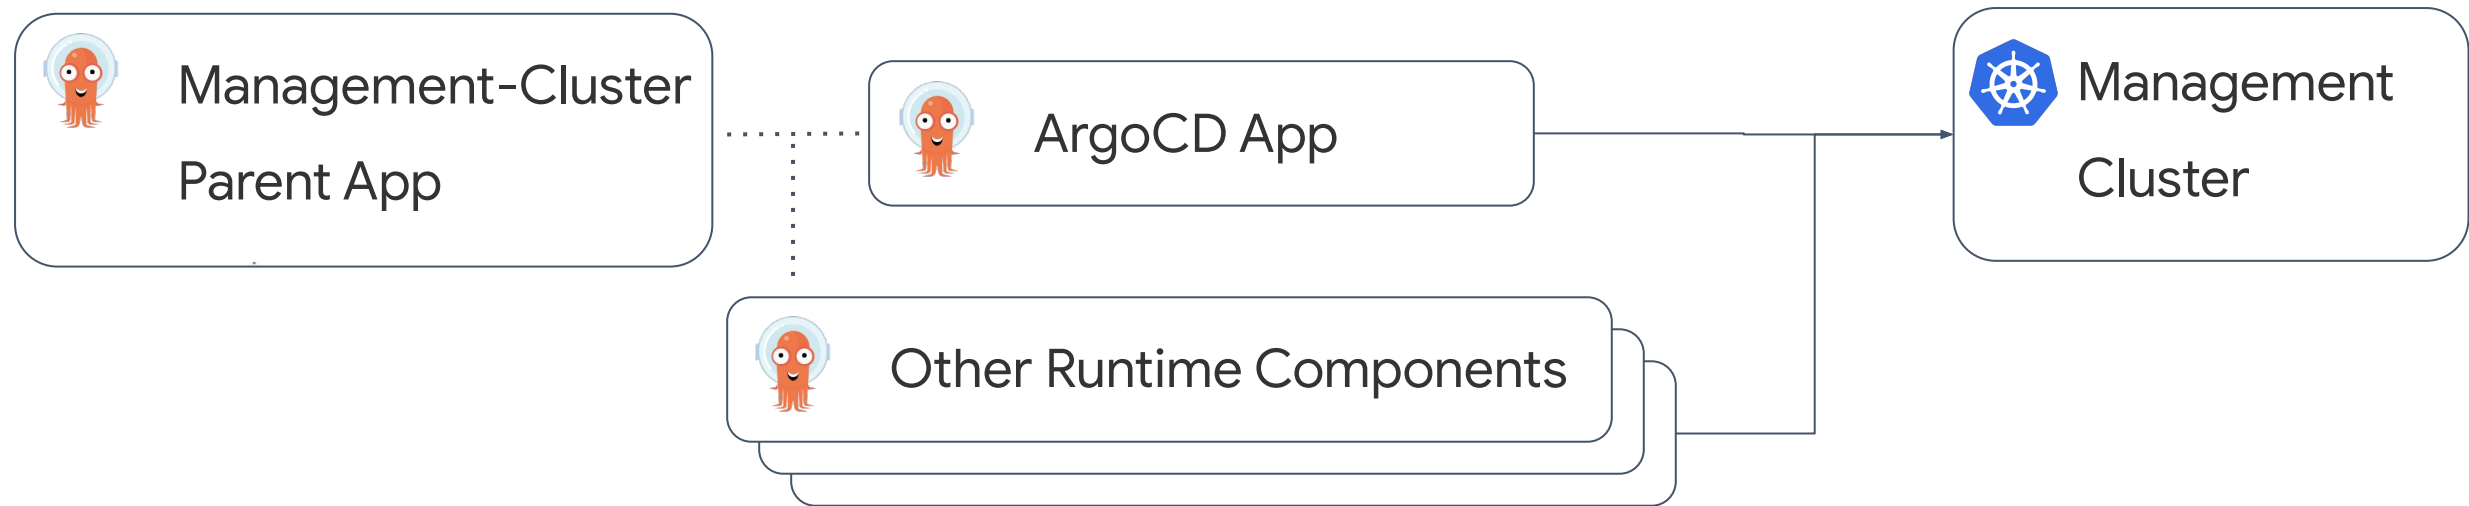 Management-Cluster
Parent App
ArgoCD App
Management
Cluster
Other Runtime Components